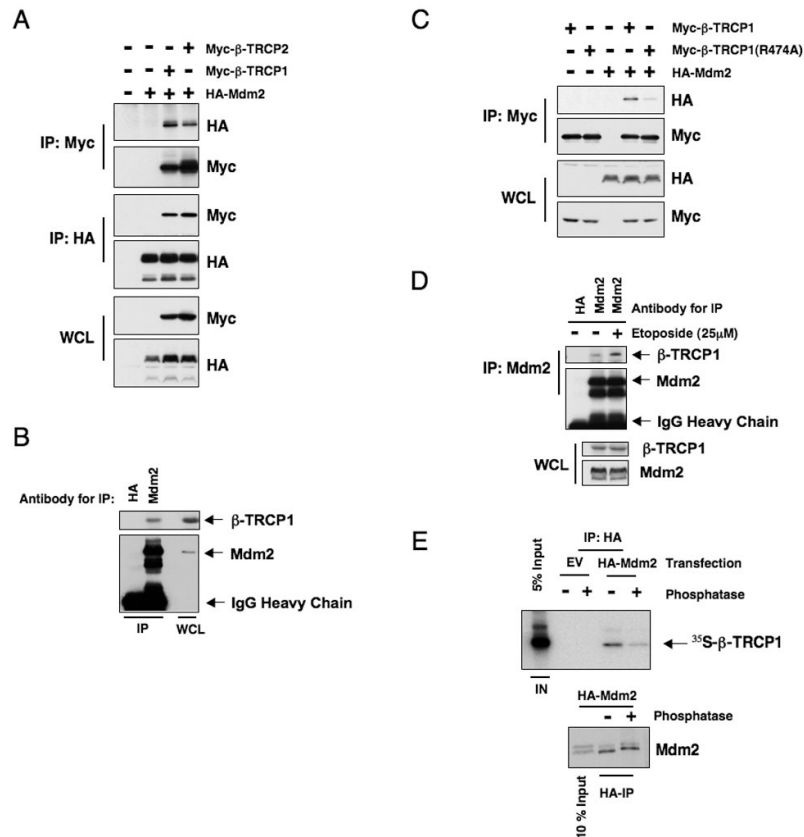 A
- - - + Myc-β-TRCP2
- - + - Myc-β-TRCP1
- + + + HA-Mdm2
IP: Myc
HA
Myc
IP: HA
Myc
HA
WCL
Myc
HA
B
Antibody for IP:
HA
Mdm2
β-TRCP1
Mdm2
IgG Heavy Chain
IP
WCL
C
+ - - + - Myc-β-TRCP1
- + - - + Myc-β-TRCP1(R474A)
- - + + + HA-Mdm2
IP: Myc
HA
Myc
WCL
HA
Myc
D
HA
Mdm2
Mdm2
Antibody for IP
- - + Etoposide (25μM)
IP: Mdm2
β-TRCP1
Mdm2
IgG Heavy Chain
WCL
β-TRCP1
Mdm2
E
5% Input
IP: HA
EV HA-Mdm2 Transfection
- + - + Phosphatase
³⁵S-β-TRCP1
IN
HA-Mdm2
- + Phosphatase
Mdm2
10 % Input
HA-IP